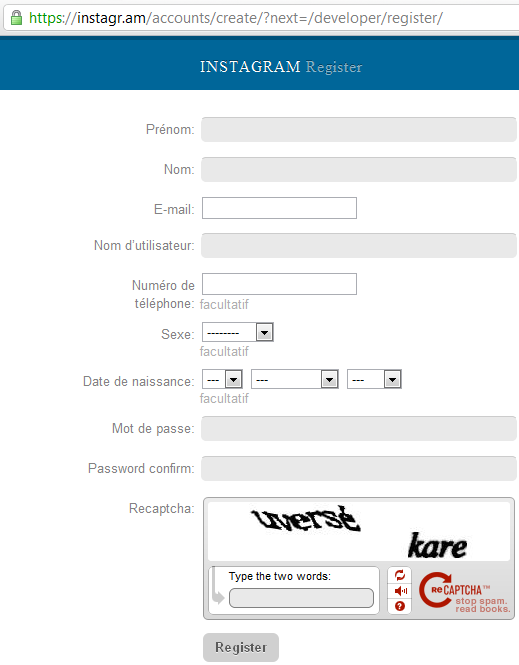 https://instagr.am/accounts/create/?next=/developer/register/
INSTAGRAM Register
Prénom:
Nom:
E-mail:
Nom d'utilisateur:
Numéro de
téléphone:
facultatif
Sexe: --------
facultatif
Date de naissance: --- --- ---
facultatif
Mot de passe:
Password confirm:
Recaptcha:
uversé
kare
Type the two words:
reCAPTCHA™
stop spam.
read books.
Register